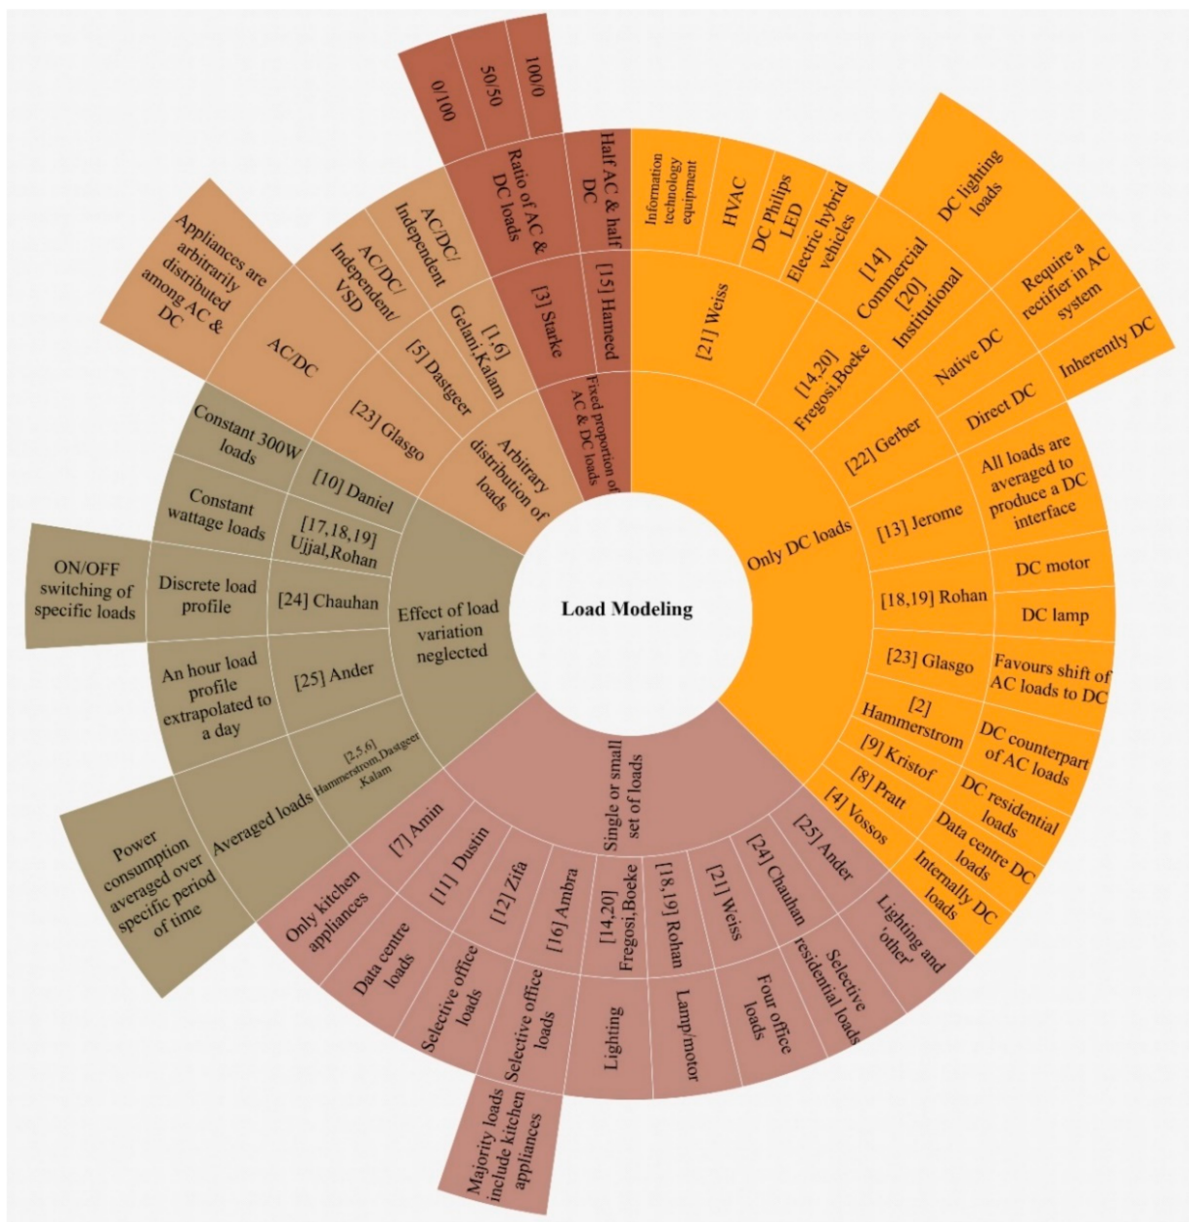 Load Modeling
Only DC loads
[21] Weiss
Information
technology
equipment
HVAC
DC Philips
LED
Electric hybrid
vehicles
[14,20]
Fregosi,Boeke
[14]
Commercial
[20]
Institutional
DC lighting
loads
[22] Gerber
Native DC
Require a
rectifier in AC
system
Direct DC
Inherently DC
[13] Jerome
All loads are
averaged to
produce a DC
interface
[18,19] Rohan
DC motor
DC lamp
[23] Glasgo
Favours shift of
AC loads to DC
[2]
Hammerstrom
DC counterpart
of AC loads
[9] Kristof
DC residential
loads
[8] Pratt
Data centre DC
loads
[4] Vossos
Internally DC
loads
Single or small
set of loads
[25] Ander
Lighting and
'other'
[24] Chauhan
Selective
residential loads
[21] Weiss
Four office
loads
[18,19] Rohan
Lamp/motor
[14,20]
Fregosi,Boeke
Lighting
[16] Ambra
Selective office
loads
Majority loads
include kitchen
appliances
[12] Zifa
Selective office
loads
[11] Dustin
Data centre
loads
[7] Amin
Only kitchen
appliances
Effect of load
variation
neglected
[2,5,6]
Hammerstrom,Dastgeer
,Kalam
Averaged loads
Power
consumption
averaged over
specific period
of time
[25] Ander
An hour load
profile
extrapolated to
a day
[24] Chauhan
Discrete load
profile
ON/OFF
switching of
specific loads
[17,18,19]
Ujjal,Rohan
Constant
wattage loads
[10] Daniel
Constant 300W
loads
Arbitrary
distribution of
loads
[23] Glasgo
AC/DC
Appliances are
arbitrarily
distributed
among AC &
DC
[5] Dastgeer
AC/DC/
Independent/
VSD
[1,6]
Gelani,Kalam
AC/DC/
Independent
Fixed proportion of
AC & DC loads
[3] Starke
Ratio of AC &
DC loads
0/100
50/50
100/0
[15] Hameed
Half AC & half
DC